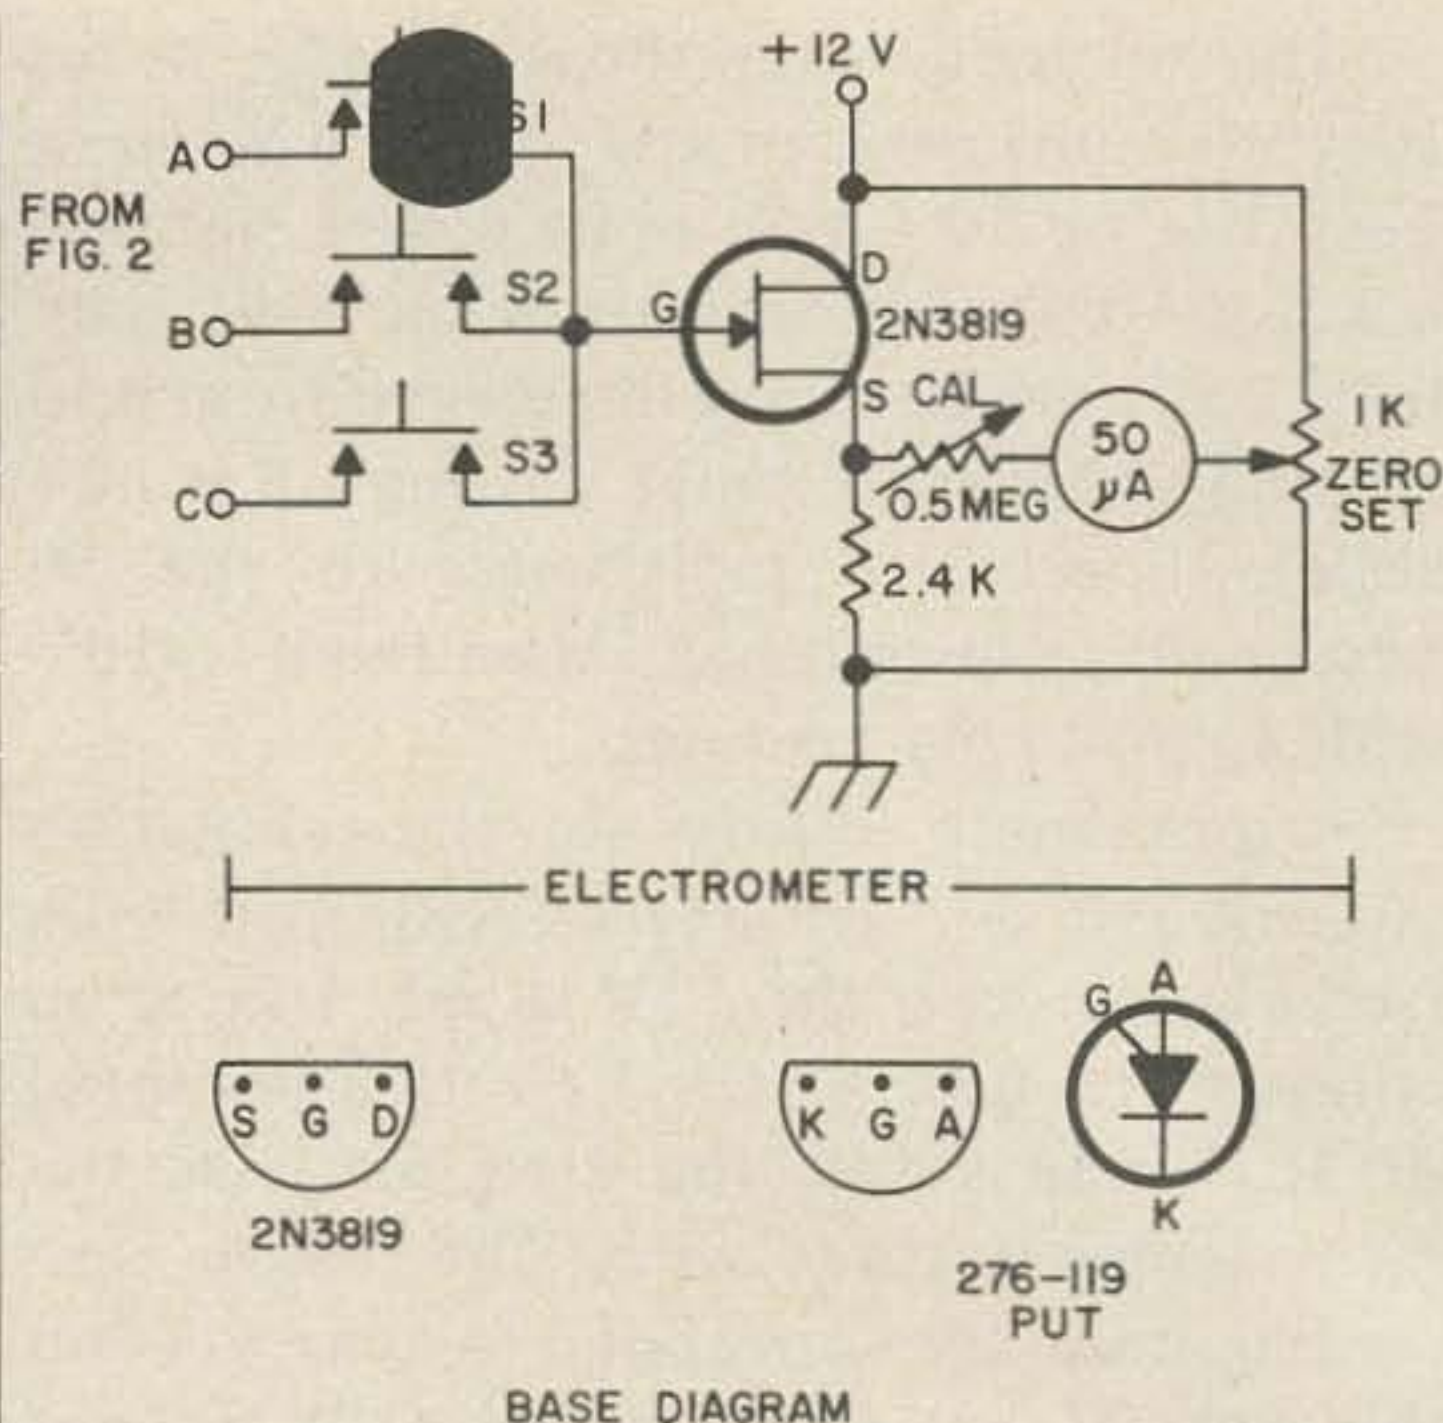 +12 V
S1
A
FROM
FIG. 2
D
S2
G
2N3819
B
S CAL
1K
50
µA
S3
ZERO
SET
C
0.5 MEG
2.4 K
ELECTROMETER
A
G
S G D
K G A
K
2N3819
276-119
PUT
BASE DIAGRAM